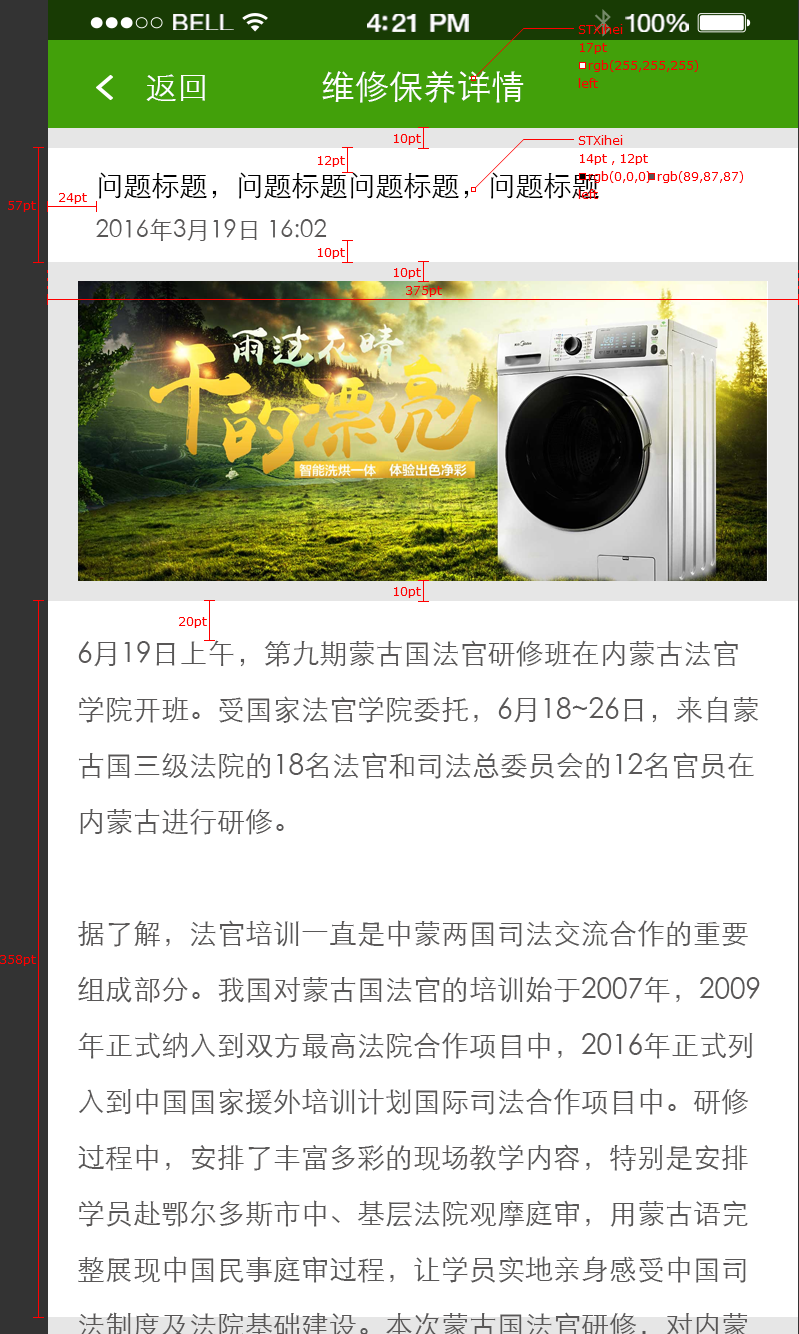 ●●●○○ BELL 4:21 PM 100%
STXihei
17pt
rgb(255,255,255)
left
返回 维修保养详情
10pt
STXihei
14pt , 12pt
rgb(0,0,0) rgb(89,87,87)
left
12pt
57pt
24pt
问题标题，问题标题问题标题，问题标题
2016年3月19日 16:02
10pt
10pt
375pt
雨过花晴
干的漂亮
智能洗烘一体 体验出色净彩
Midea
10pt
20pt
6月19日上午，第九期蒙古国法官研修班在内蒙古法官
学院开班。受国家法官学院委托，6月18~26日，来自蒙
古国三级法院的18名法官和司法总委员会的12名官员在
内蒙古进行研修。
358pt
据了解，法官培训一直是中蒙两国司法交流合作的重要
组成部分。我国对蒙古国法官的培训始于2007年，2009
年正式纳入到双方最高法院合作项目中，2016年正式列
入到中国国家援外培训计划国际司法合作项目中。研修
过程中，安排了丰富多彩的现场教学内容，特别是安排
学员赴鄂尔多斯市中、基层法院观摩庭审，用蒙古语完
整展现中国民事庭审过程，让学员实地亲身感受中国司
法制度及法院基础建设。本次蒙古国法官研修，对内蒙